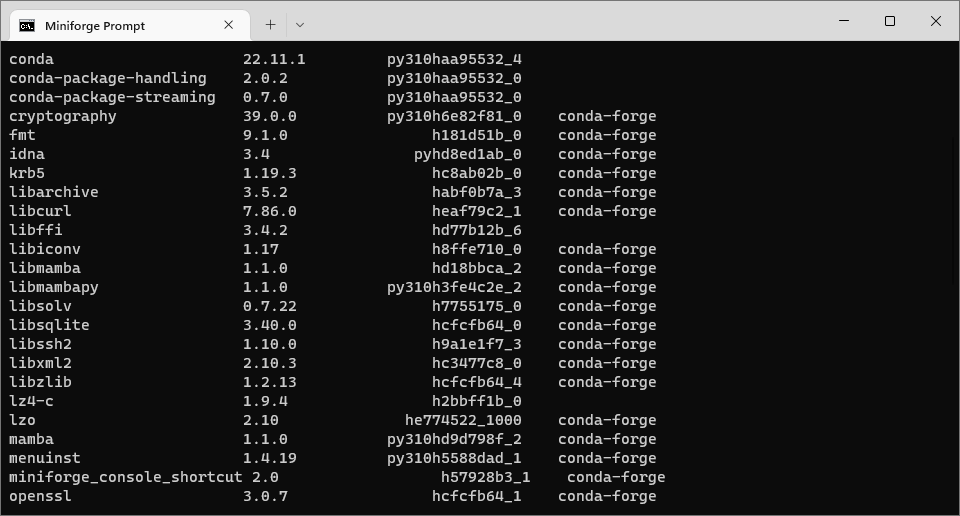 Miniforge Prompt
conda 22.11.1 py310haa95532_4
conda-package-handling 2.0.2 py310haa95532_0
conda-package-streaming 0.7.0 py310haa95532_0
cryptography 39.0.0 py310h6e82f81_0 conda-forge
fmt 9.1.0 h181d51b_0 conda-forge
idna 3.4 pyhd8ed1ab_0 conda-forge
krb5 1.19.3 hc8ab02b_0 conda-forge
libarchive 3.5.2 habf0b7a_3 conda-forge
libcurl 7.86.0 heaf79c2_1 conda-forge
libffi 3.4.2 hd77b12b_6
libiconv 1.17 h8ffe710_0 conda-forge
libmamba 1.1.0 hd18bbca_2 conda-forge
libmambapy 1.1.0 py310h3fe4c2e_2 conda-forge
libsolv 0.7.22 h7755175_0 conda-forge
libsqlite 3.40.0 hcfcfb64_0 conda-forge
libssh2 1.10.0 h9a1e1f7_3 conda-forge
libxml2 2.10.3 hc3477c8_0 conda-forge
libzlib 1.2.13 hcfcfb64_4 conda-forge
lz4-c 1.9.4 h2bbff1b_0
lzo 2.10 he774522_1000 conda-forge
mamba 1.1.0 py310hd9d798f_2 conda-forge
menuinst 1.4.19 py310h5588dad_1 conda-forge
miniforge_console_shortcut 2.0 h57928b3_1 conda-forge
openssl 3.0.7 hcfcfb64_1 conda-forge